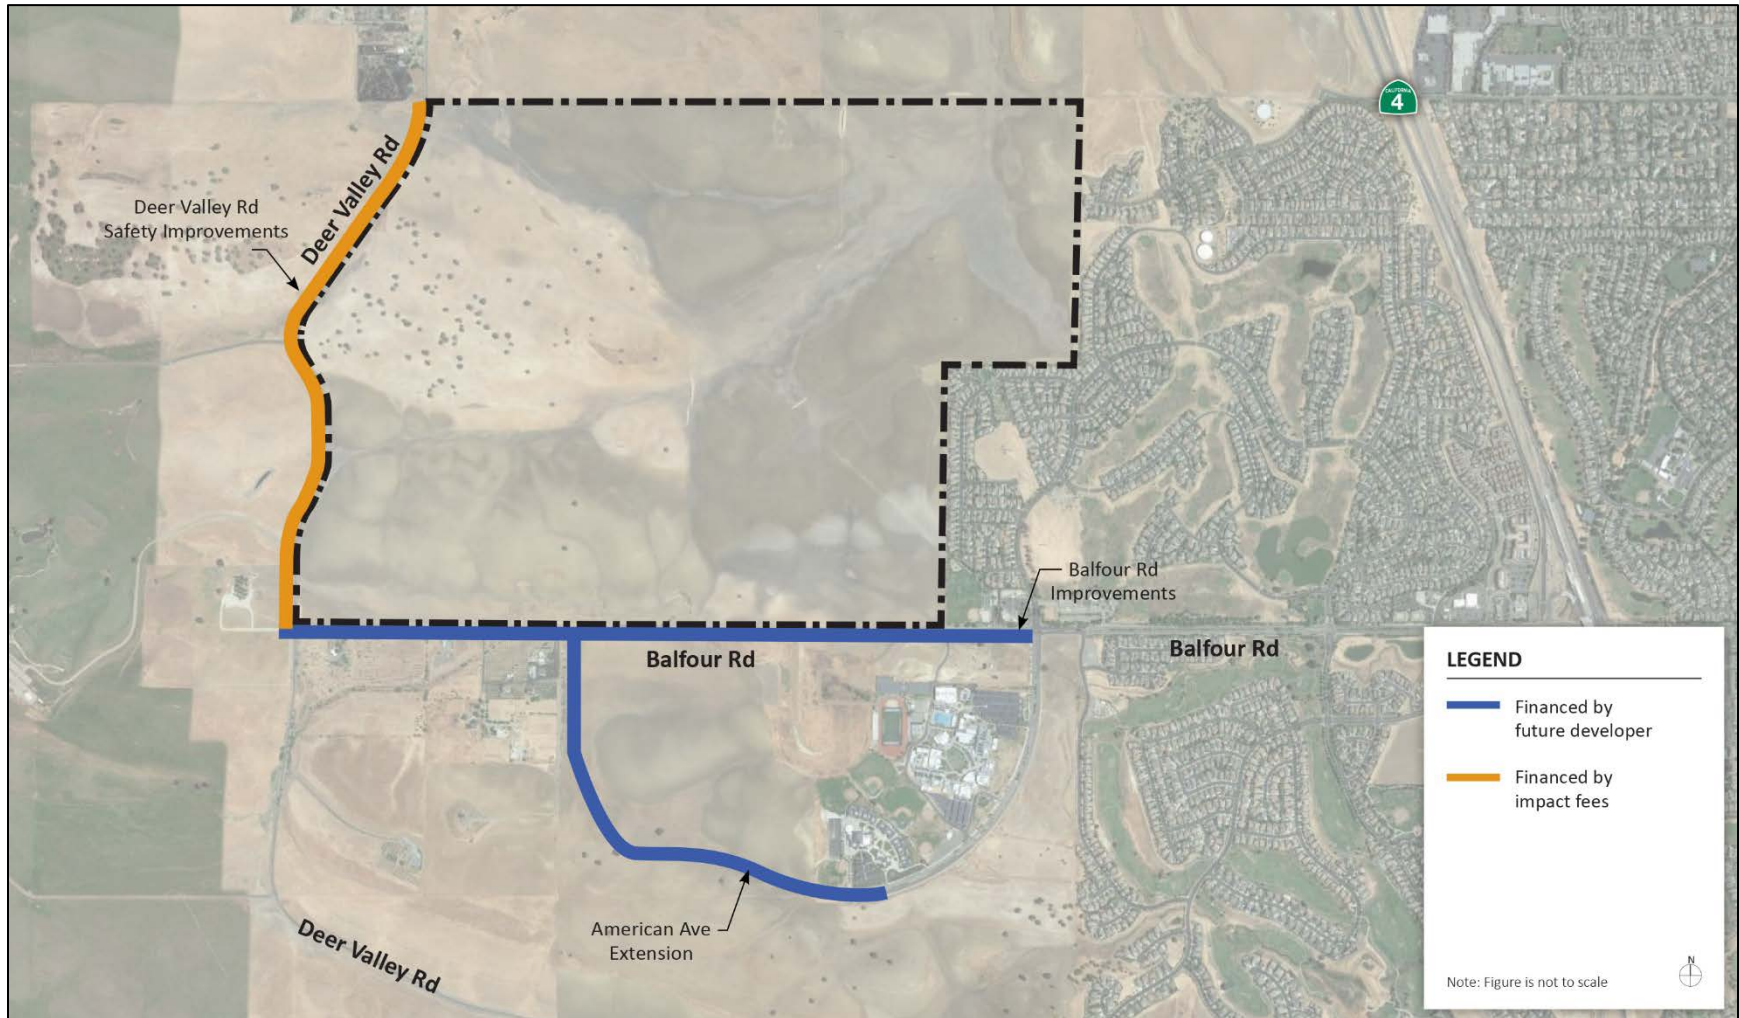 CALIFORNIA
4
Deer Valley Rd
Deer Valley Rd
Safety Improvements
Balfour Rd
Improvements
Balfour Rd
Balfour Rd
American Ave
Extension
Deer Valley Rd
LEGEND
Financed by
future developer
Financed by
impact fees
Note: Figure is not to scale
N